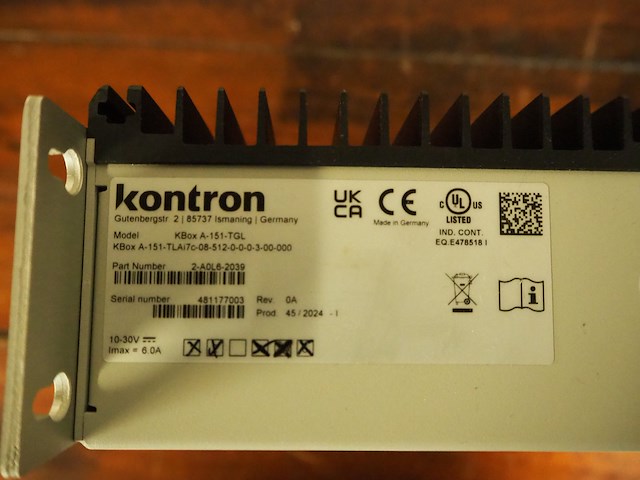 kontron
Gutenbergstr. 2 | 85737 Ismaning | Germany
Model KBox A-151-TGL
KBox A-151-TLAi7c-08-512-0-0-0-3-00-000
Part Number 2-A0L6-2039
Serial number 481177003 Rev. 0A
Prod. 45 / 2024 - I
10-30V
Imax = 6.0A
UK
CA
CE
Made in Germany
C UL US
LISTED
IND. CONT.
EQ.E478518 I
i